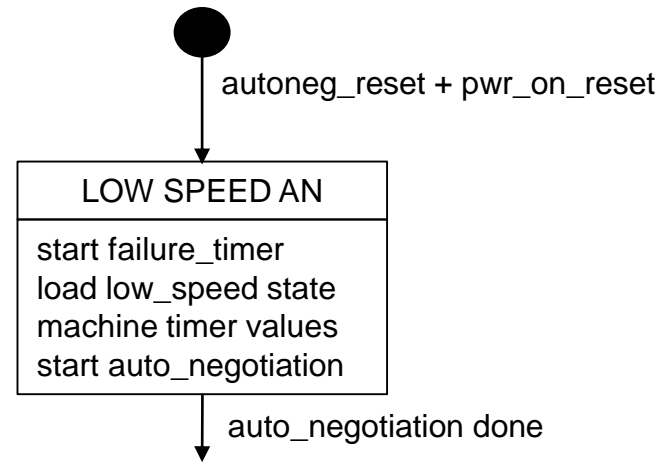 autoneg_reset + pwr_on_reset
LOW SPEED AN
start failure_timer
load low_speed state
machine timer values
start auto_negotiation
auto_negotiation done